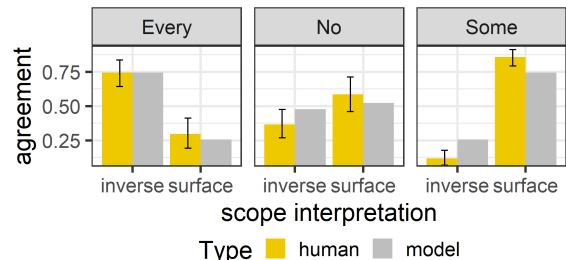 Every No Some
agreement
0.75
0.50
0.25
inverse surface inverse surface inverse surface
scope interpretation
Type human model